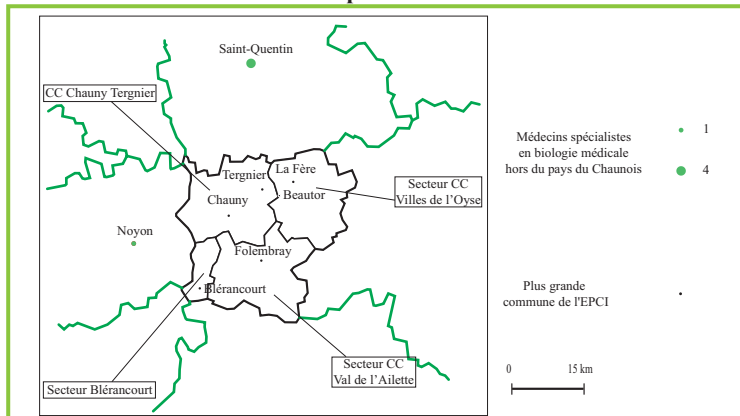 Saint-Quentin
CC Chauny Tergnier
Tergnier
La Fère
Beautor
Chauny
Secteur CC
Villes de l'Oyse
Noyon
Folembray
Blérancourt
Secteur Blérancourt
Secteur CC
Val de l'Ailette
Médecins spécialistes
en biologie médicale
hors du pays du Chaunois
1
4
Plus grande
commune de l'EPCI
0
15 km